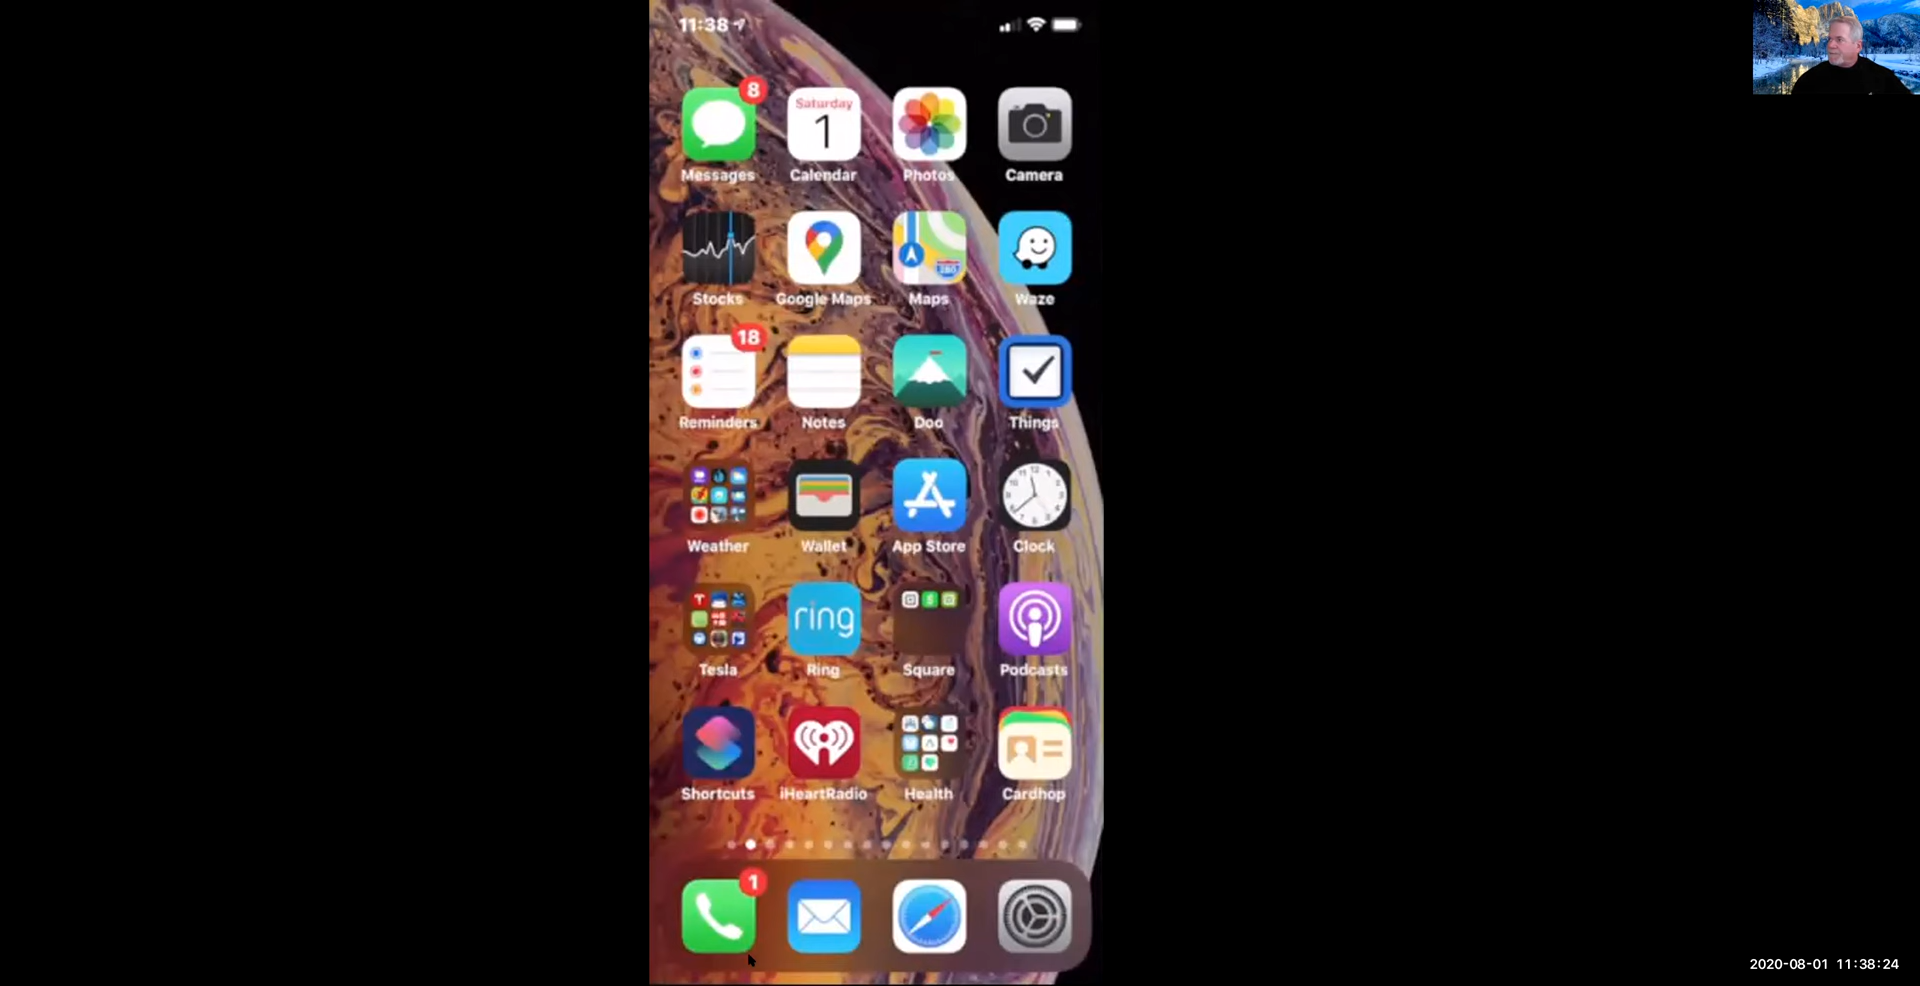 11:38
8
Saturday
1
Messages Calendar Photos Camera
280
Stocks Google Maps Maps Waze
18
Reminders Notes Doo Things
Weather Wallet App Store Clock
ring
Tesla Ring Square Podcasts
Shortcuts iHeartRadio Health Cardhop
1
2020-08-01 11:38:24